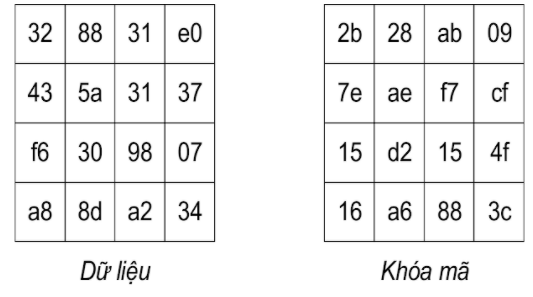 32 88 31 e0 2b 28 ab 09
43 5a 31 37 7e ae f7 cf
f6 30 98 07 15 d2 15 4f
a8 8d a2 34 16 a6 88 3c
Dữ liệu Khóa mã